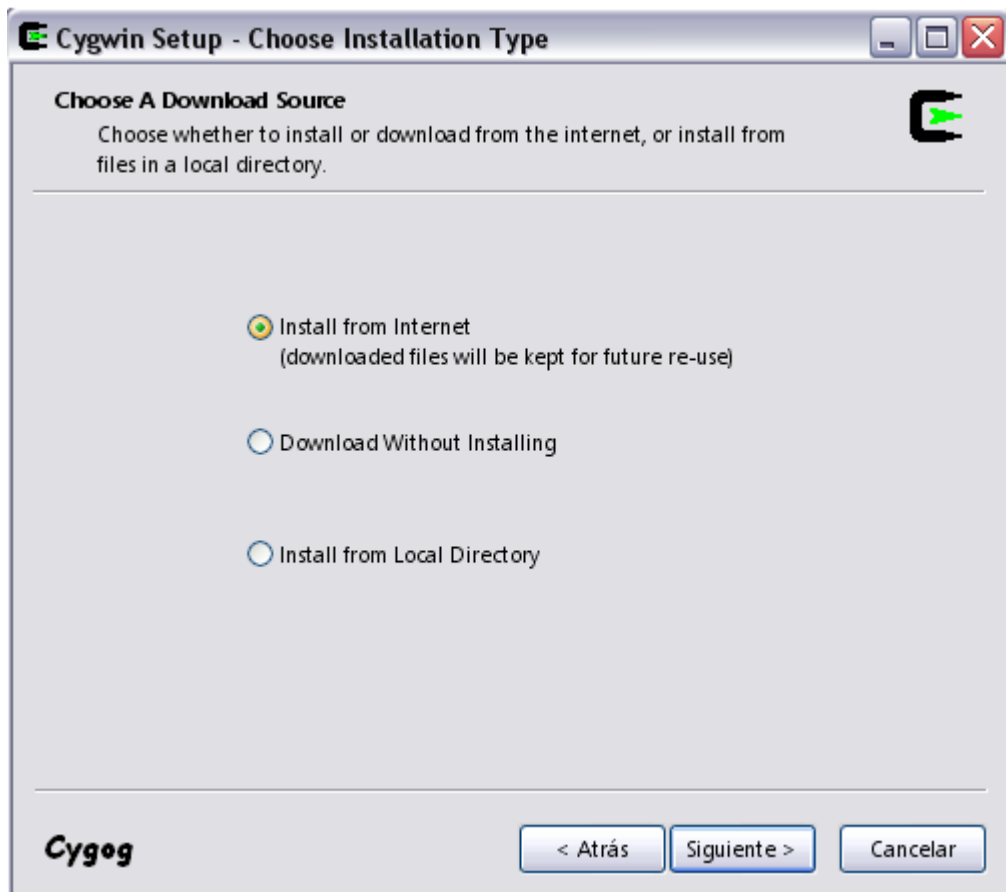 Cygwin Setup - Choose Installation Type
Choose A Download Source
Choose whether to install or download from the internet, or install from
files in a local directory.
Install from Internet
(downloaded files will be kept for future re-use)
Download Without Installing
Install from Local Directory
Cygog
< Atrás
Siguiente >
Cancelar